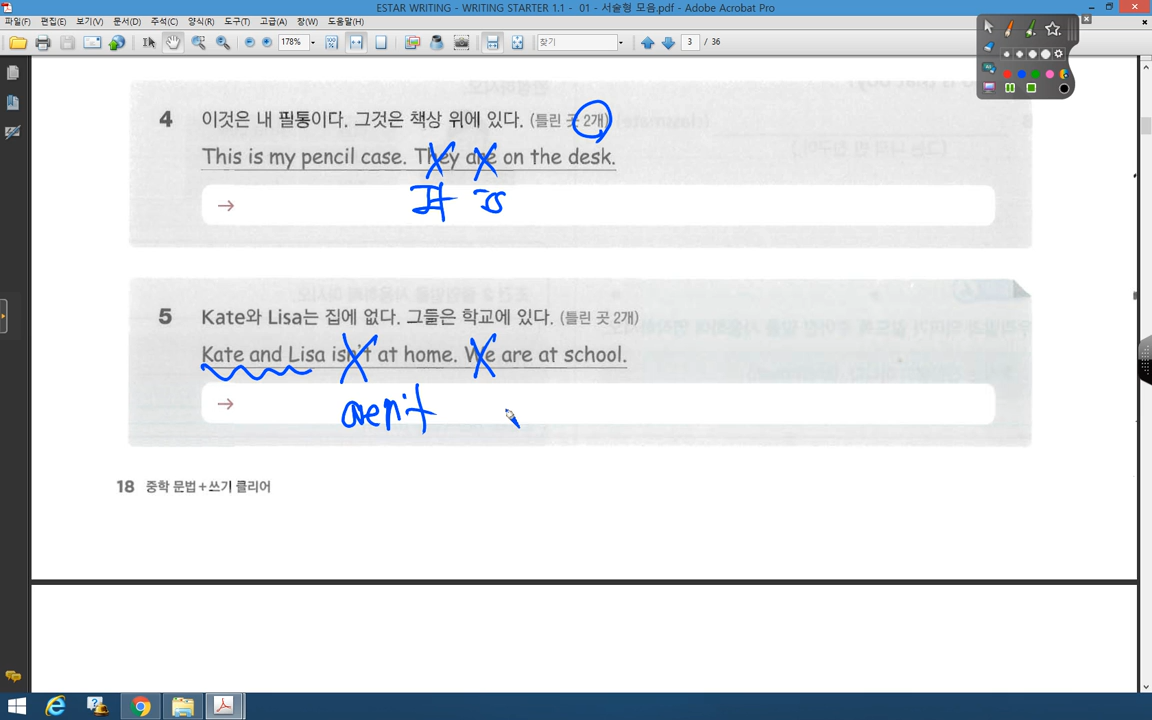 ESTAR WRITING - WRITING STARTER 1.1 - 01 - 서술형 모음.pdf - Adobe Acrobat Pro
파일(F) 편집(E) 보기(V) 문서(D) 주석(C) 양식(R) 도구(T) 고급(A) 창(W) 도움말(H)
178% 찾기 3 / 36
4 이것은 내 필통이다. 그것은 책상 위에 있다. (틀린 곳 2개)
This is my pencil case. They are on the desk.
→ It is
5 Kate와 Lisa는 집에 없다. 그들은 학교에 있다. (틀린 곳 2개)
Kate and Lisa isn't at home. We are at school.
→ aren't
18 중학 문법+쓰기 클리어